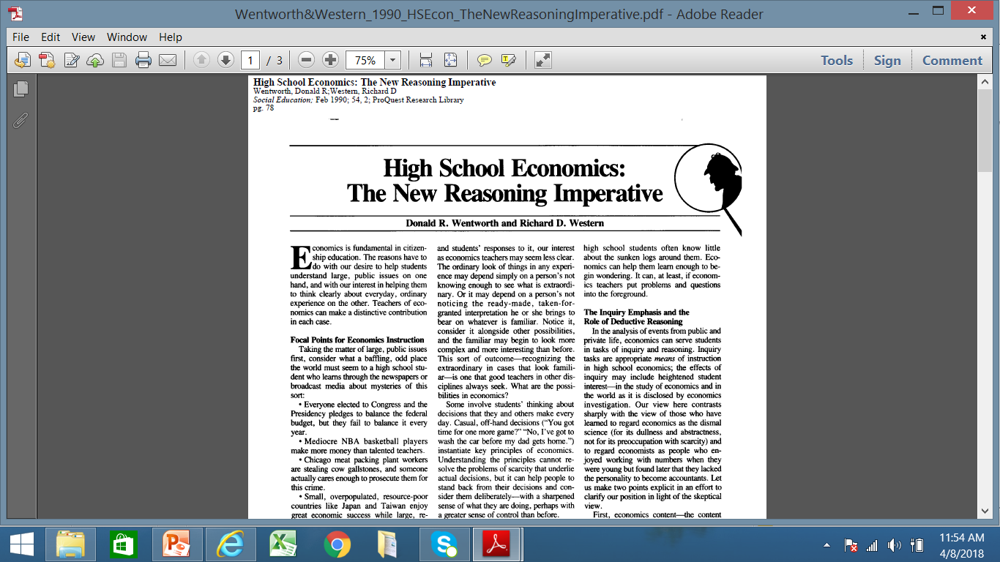 Wentworth&Western_1990_HSEcon_TheNewReasoningImperative.pdf - Adobe Reader
File Edit View Window Help
1 / 3 75% Tools Sign Comment
High School Economics: The New Reasoning Imperative
Wentworth, Donald R;Western, Richard D
Social Education; Feb 1990; 54, 2; ProQuest Research Library
pg. 78
High School Economics:
The New Reasoning Imperative
Donald R. Wentworth and Richard D. Western
Economics is fundamental in citizen-
ship education. The reasons have to
do with our desire to help students
understand large, public issues on one
hand, and with our interest in helping them
to think clearly about everyday, ordinary
experience on the other. Teachers of eco-
nomics can make a distinctive contribution
in each case.
Focal Points for Economics Instruction
Taking the matter of large, public issues
first, consider what a baffling, odd place
the world must seem to a high school stu-
dent who learns through the newspapers or
broadcast media about mysteries of this
sort:
• Everyone elected to Congress and the
Presidency pledges to balance the federal
budget, but they fail to balance it every
year.
• Mediocre NBA basketball players
make more money than talented teachers.
• Chicago meat packing plant workers
are stealing cow gallstones, and someone
actually cares enough to prosecute them for
this crime.
• Small, overpopulated, resource-poor
countries like Japan and Taiwan enjoy
great economic success while large, re-
and students' responses to it, our interest
as economics teachers may seem less clear.
The ordinary look of things in any experi-
ence may depend simply on a person's not
knowing enough to see what is extraordi-
nary. Or it may depend on a person's not
noticing the ready-made, taken-for-
granted interpretation he or she brings to
bear on whatever is familiar. Notice it,
consider it alongside other possibilities,
and the familiar may begin to look more
complex and more interesting than before.
This sort of outcome—recognizing the
extraordinary in cases that look famili-
ar—is one that good teachers in other dis-
ciplines always seek. What are the possi-
bilities in economics?
Some involve students' thinking about
decisions that they and others make every
day. Casual, off-hand decisions ("You got
time for one more game?" "No, I've got to
wash the car before my dad gets home.")
instantiate key principles of economics.
Understanding the principles cannot re-
solve the problems of scarcity that underlie
actual decisions, but it can help people to
stand back from their decisions and con-
sider them deliberately—with a sharpened
sense of what they are doing, perhaps with
a greater sense of control than before.
high school students often know little
about the sunken logs around them. Eco-
nomics can help them learn enough to be-
gin wondering. It can, at least, if econom-
ics teachers put problems and questions
into the foreground.
The Inquiry Emphasis and the
Role of Deductive Reasoning
In the analysis of events from public and
private life, economics can serve students
in tasks of inquiry and reasoning. Inquiry
tasks are appropriate means of instruction
in high school economics; the effects of
inquiry may include heightened student
interest—in the study of economics and in
the world as it is disclosed by economics
investigation. Our view here contrasts
sharply with the view of those who have
learned to regard economics as the dismal
science (for its dullness and abstractness,
not for its preoccupation with scarcity) and
to regard economists as people who en-
joyed working with numbers when they
were young but found later that they lacked
the personality to become accountants. Let
us make two points explicit in an effort to
clarify our position in light of the skeptical
view.
First, economics content—the content
11:54 AM
4/8/2018